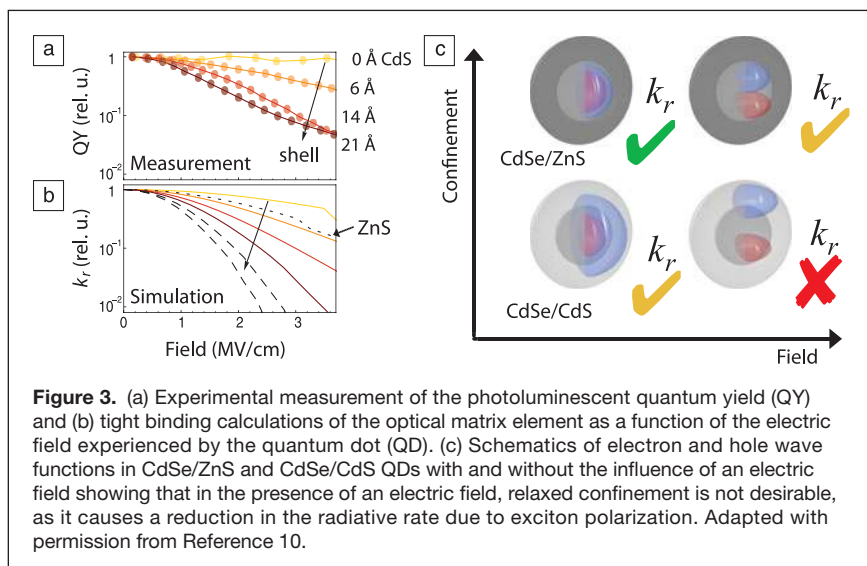 a
QY (rel. u.)
1
10-1
10-2
Measurement
shell
0 Å CdS
6 Å
14 Å
21 Å
b
kr (rel. u.)
1
10-1
10-2
Simulation
ZnS
0 1 2 3
Field (MV/cm)
c
Confinement
kr
kr
CdSe/ZnS
kr
kr
CdSe/CdS
Field
Figure 3. (a) Experimental measurement of the photoluminescent quantum yield (QY)
and (b) tight binding calculations of the optical matrix element as a function of the electric
field experienced by the quantum dot (QD). (c) Schematics of electron and hole wave
functions in CdSe/ZnS and CdSe/CdS QDs with and without the influence of an electric
field showing that in the presence of an electric field, relaxed confinement is not desirable,
as it causes a reduction in the radiative rate due to exciton polarization. Adapted with
permission from Reference 10.